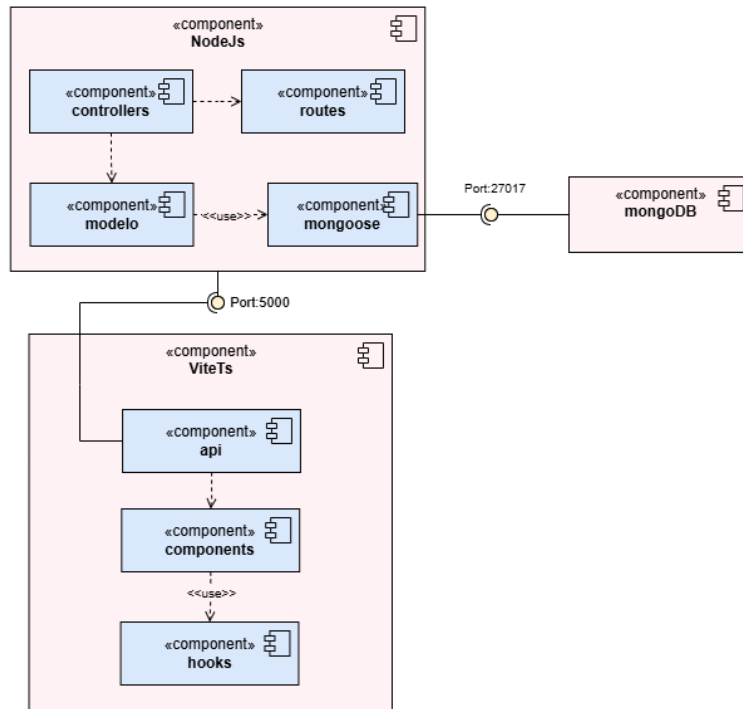 «component»
NodeJs
«component»
controllers
«component»
routes
«component»
modelo
<<use>>
«component»
mongoose
Port:27017
«component»
mongoDB
Port:5000
«component»
ViteTs
«component»
api
«component»
components
<<use>>
«component»
hooks